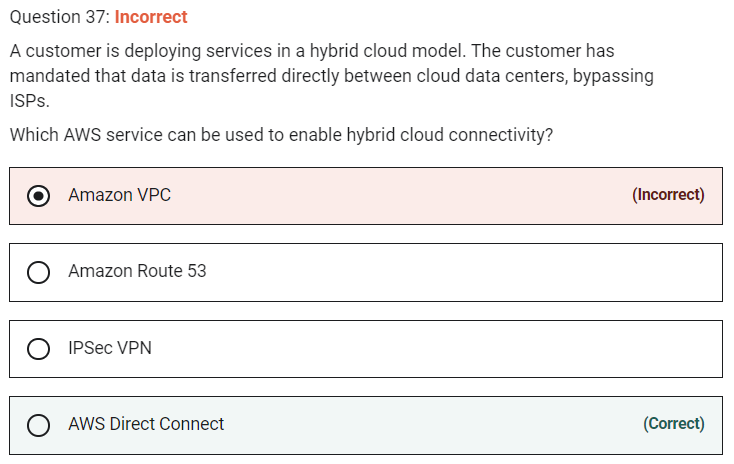 Question 37: Incorrect
A customer is deploying services in a hybrid cloud model. The customer has
mandated that data is transferred directly between cloud data centers, bypassing
ISPs.
Which AWS service can be used to enable hybrid cloud connectivity?
Amazon VPC (Incorrect)
Amazon Route 53
IPSec VPN
AWS Direct Connect (Correct)